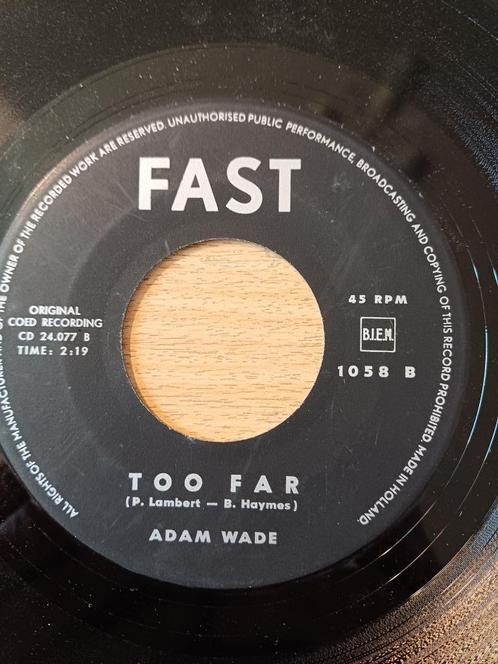 FAST
ALL RIGHTS OF THE MANUFACTURER AND OF THE OWNER OF THE RECORDED WORK ARE RESERVED. UNAUTHORISED PUBLIC PERFORMANCE, BROADCASTING AND COPYING OF THIS RECORD PROHIBITED. MADE IN HOLLAND.
ORIGINAL
COED RECORDING
CD 24.077 B
TIME: 2:19
45 RPM
B.I.E.M.
1058 B
TOO FAR
(P. Lambert — B. Haymes)
ADAM WADE